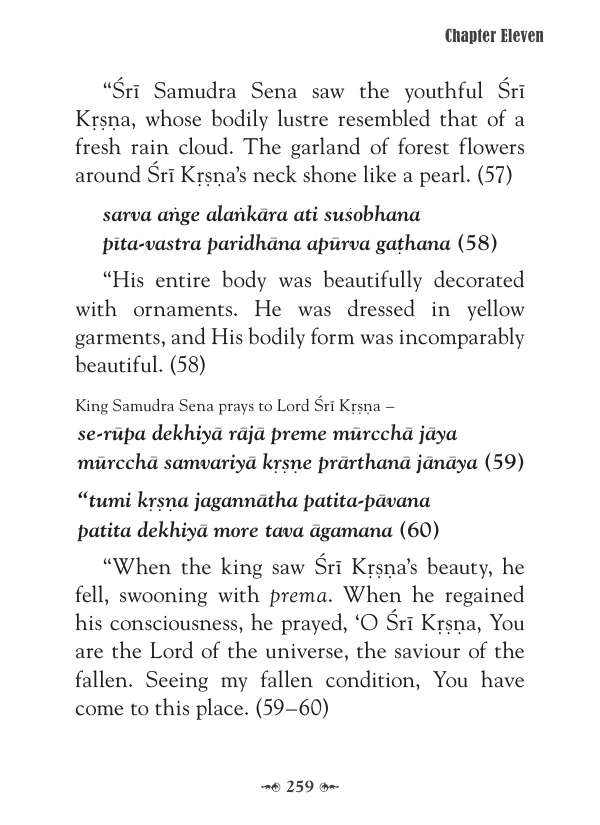 Chapter Eleven
“Śrī Samudra Sena saw the youthful Śrī
Kṛṣṇa, whose bodily lustre resembled that of a
fresh rain cloud. The garland of forest flowers
around Śrī Kṛṣṇa’s neck shone like a pearl. (57)
sarva aṅge alaṅkāra ati suśobhana
pīta-vastra paridhāna apūrva gaṭhana (58)
“His entire body was beautifully decorated
with ornaments. He was dressed in yellow
garments, and His bodily form was incomparably
beautiful. (58)
King Samudra Sena prays to Lord Śrī Kṛṣṇa –
se-rūpa dekhiyā rājā preme mūrcchā jāya
mūrcchā samvariyā kṛṣṇe prārthanā jānāya (59)
“tumi kṛṣṇa jagannātha patita-pāvana
patita dekhiyā more tava āgamana (60)
“When the king saw Śrī Kṛṣṇa’s beauty, he
fell, swooning with prema. When he regained
his consciousness, he prayed, ‘O Śrī Kṛṣṇa, You
are the Lord of the universe, the saviour of the
fallen. Seeing my fallen condition, You have
come to this place. (59–60)
259